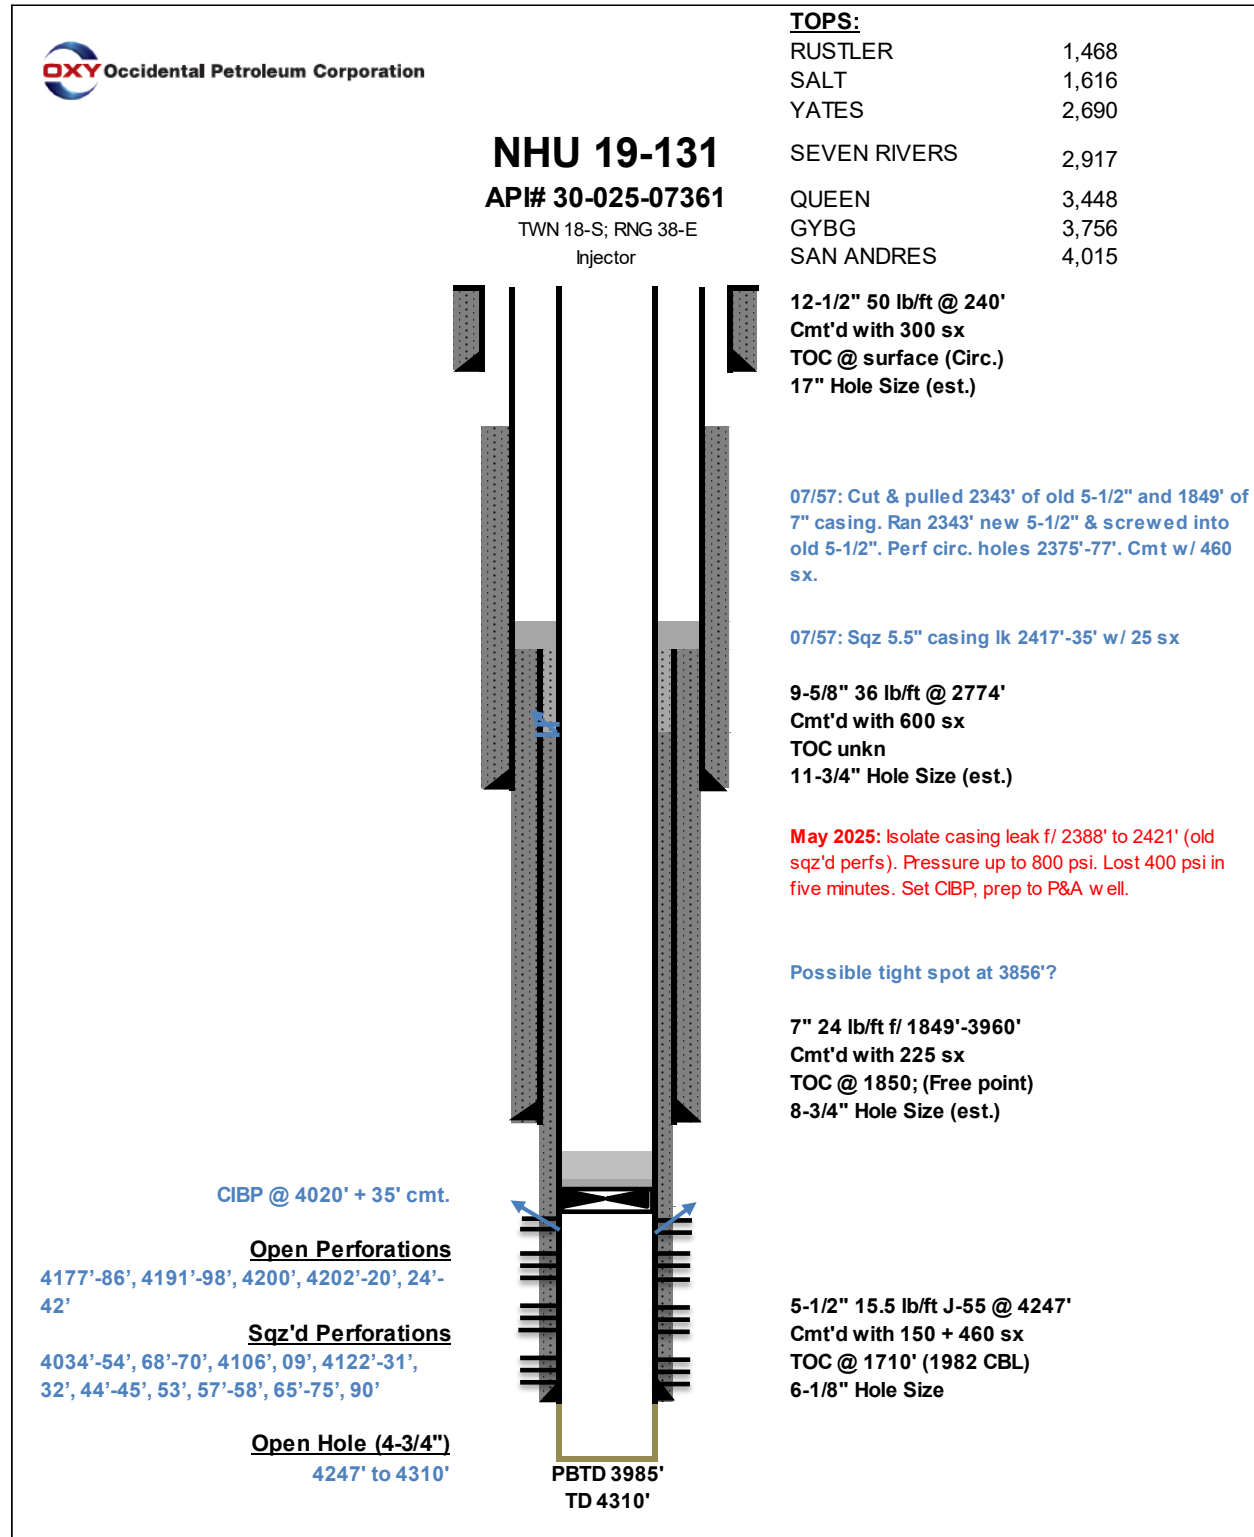 OXY Occidental Petroleum Corporation
TOPS:
RUSTLER 1,468
SALT 1,616
YATES 2,690
SEVEN RIVERS 2,917
QUEEN 3,448
GYBG 3,756
SAN ANDRES 4,015
NHU 19-131
API# 30-025-07361
TWN 18-S; RNG 38-E
Injector
12-1/2" 50 lb/ft @ 240'
Cmt'd with 300 sx
TOC @ surface (Circ.)
17" Hole Size (est.)
07/57: Cut & pulled 2343' of old 5-1/2" and 1849' of
7" casing. Ran 2343' new 5-1/2" & screwed into
old 5-1/2". Perf circ. holes 2375'-77'. Cmt w/ 460
sx.
07/57: Sqz 5.5" casing lk 2417'-35' w/ 25 sx
9-5/8" 36 lb/ft @ 2774'
Cmt'd with 600 sx
TOC unkn
11-3/4" Hole Size (est.)
May 2025: Isolate casing leak f/ 2388' to 2421' (old
sqz'd perfs). Pressure up to 800 psi. Lost 400 psi in
five minutes. Set CIBP, prep to P&A well.
Possible tight spot at 3856'?
7" 24 lb/ft f/ 1849'-3960'
Cmt'd with 225 sx
TOC @ 1850; (Free point)
8-3/4" Hole Size (est.)
CIBP @ 4020' + 35' cmt.
Open Perforations
4177'-86', 4191'-98', 4200', 4202'-20', 24'-
42'
Sqz'd Perforations
4034'-54', 68'-70', 4106', 09', 4122'-31',
32', 44'-45', 53', 57'-58', 65'-75', 90'
Open Hole (4-3/4")
4247' to 4310'
5-1/2" 15.5 lb/ft J-55 @ 4247'
Cmt'd with 150 + 460 sx
TOC @ 1710' (1982 CBL)
6-1/8" Hole Size
PBTD 3985'
TD 4310'